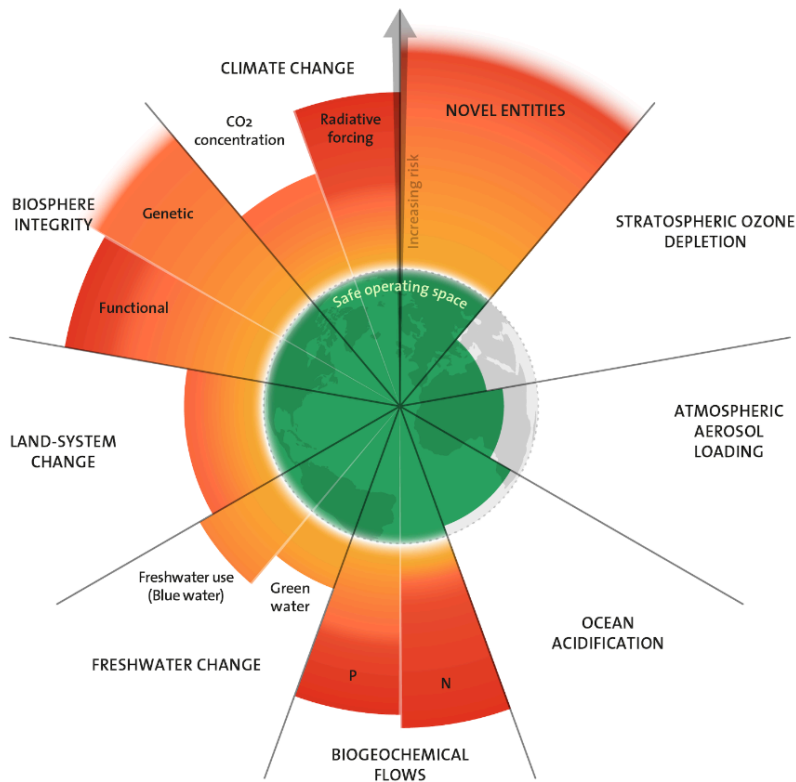 CLIMATE CHANGE
CO2
concentration
Radiative
forcing
NOVEL ENTITIES
Increasing risk
BIOSPHERE
INTEGRITY
Genetic
Functional
STRATOSPHERIC OZONE
DEPLETION
Safe operating space
LAND-SYSTEM
CHANGE
ATMOSPHERIC
AEROSOL
LOADING
Freshwater use
(Blue water)
Green
water
FRESHWATER CHANGE
P
N
OCEAN
ACIDIFICATION
BIOGEOCHEMICAL
FLOWS